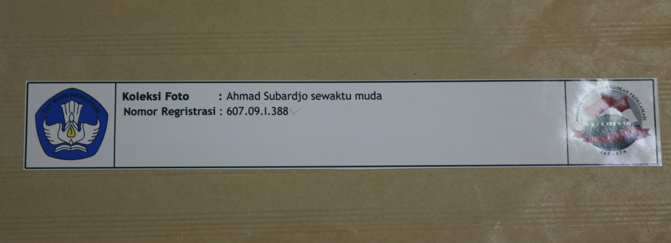 Koleksi Foto : Ahmad Subardjo sewaktu muda
Nomor Regristrasi : 607.09.I.388